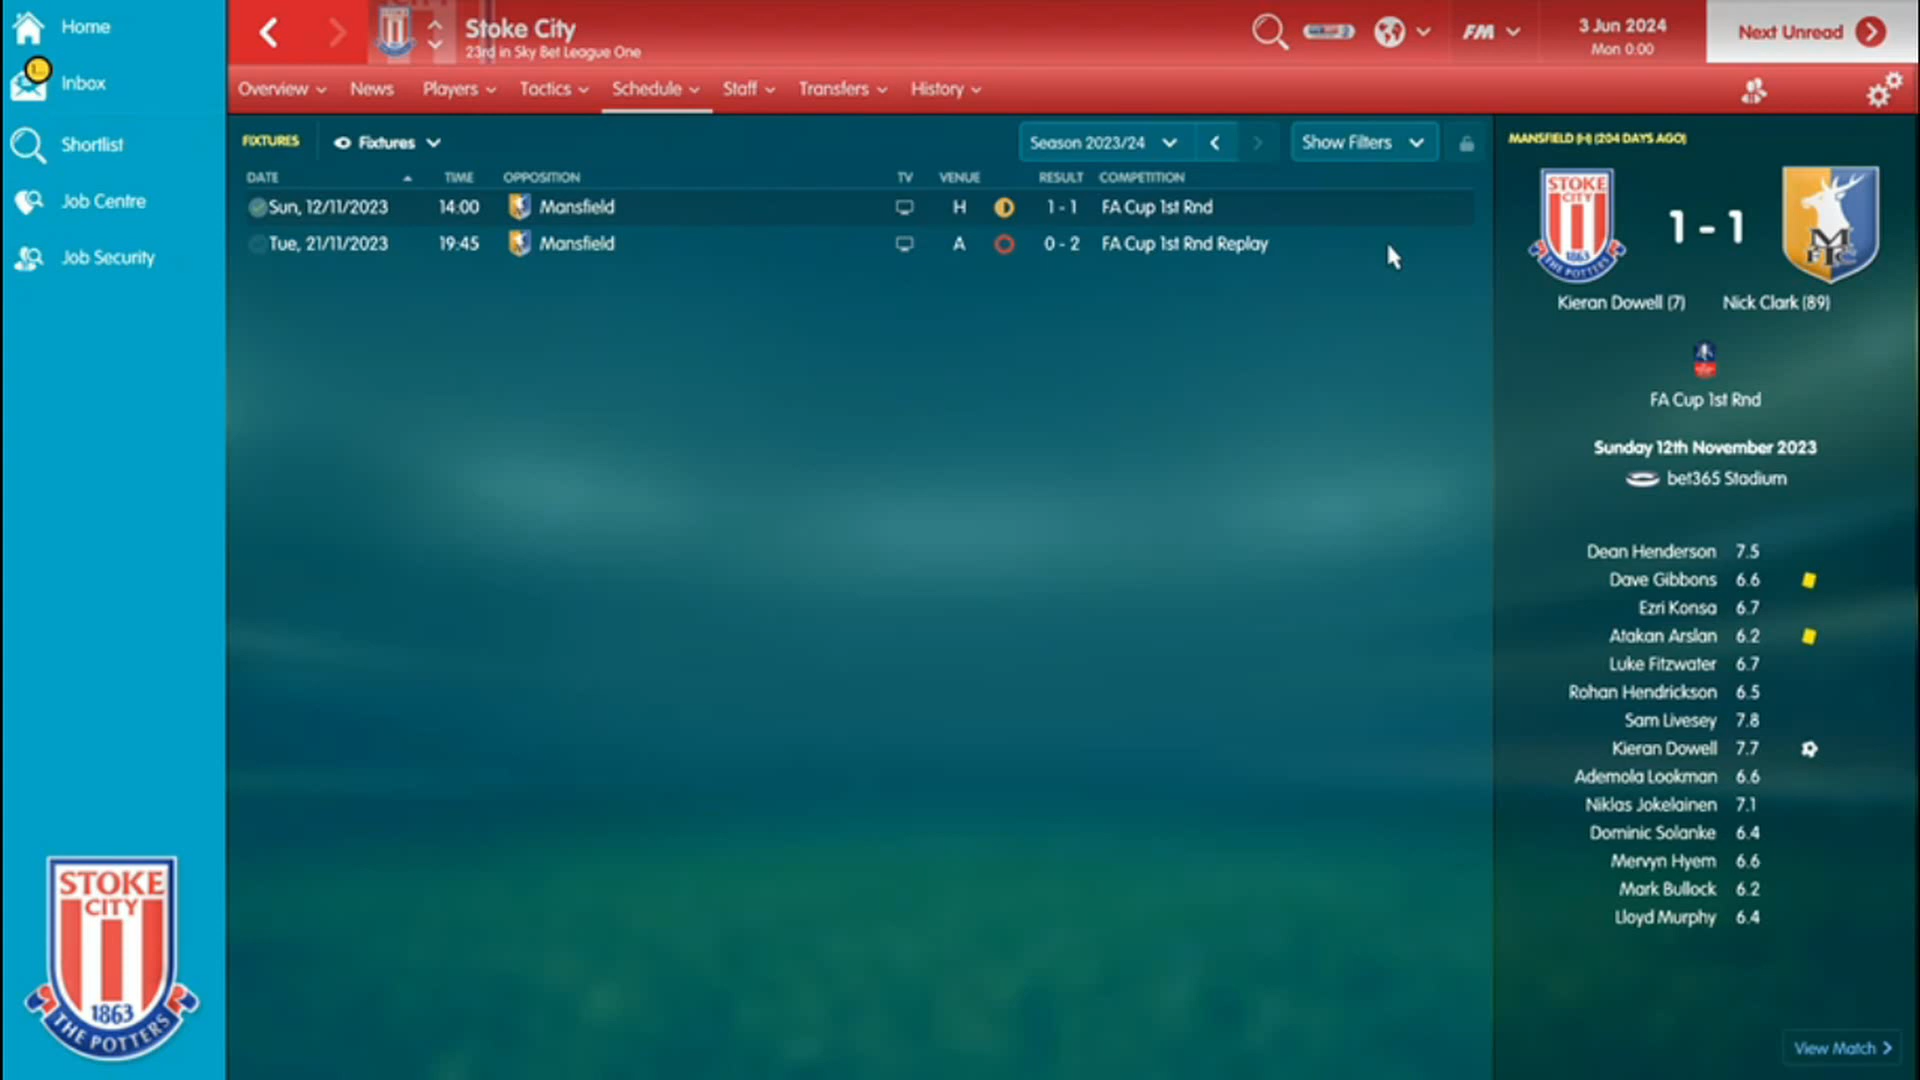 Home
Inbox
Shortlist
Job Centre
Job Security
STOKE
CITY
1863
THE POTTERS
Stoke City
23rd in Sky Bet League One
FM
3 Jun 2024
Mon 0:00
Next Unread
Overview News Players Tactics Schedule Staff Transfers History
FIXTURES Fixtures Season 2023/24 Show Filters
DATE TIME OPPOSITION TV VENUE RESULT COMPETITION
Sun, 12/11/2023 14:00 Mansfield H 1 - 1 FA Cup 1st Rnd
Tue, 21/11/2023 19:45 Mansfield A 0 - 2 FA Cup 1st Rnd Replay
MANSFIELD (H) (204 DAYS AGO)
STOKE
CITY
1863
THE POTTERS
1 - 1
Kieran Dowell (7) Nick Clark (89)
FA Cup 1st Rnd
Sunday 12th November 2023
bet365 Stadium
Dean Henderson 7.5
Dave Gibbons 6.6
Ezri Konsa 6.7
Atakan Arslan 6.2
Luke Fitzwater 6.7
Rohan Hendrickson 6.5
Sam Livesey 7.8
Kieran Dowell 7.7
Ademola Lookman 6.6
Niklas Jokelainen 7.1
Dominic Solanke 6.4
Mervyn Hyem 6.6
Mark Bullock 6.2
Lloyd Murphy 6.4
View Match